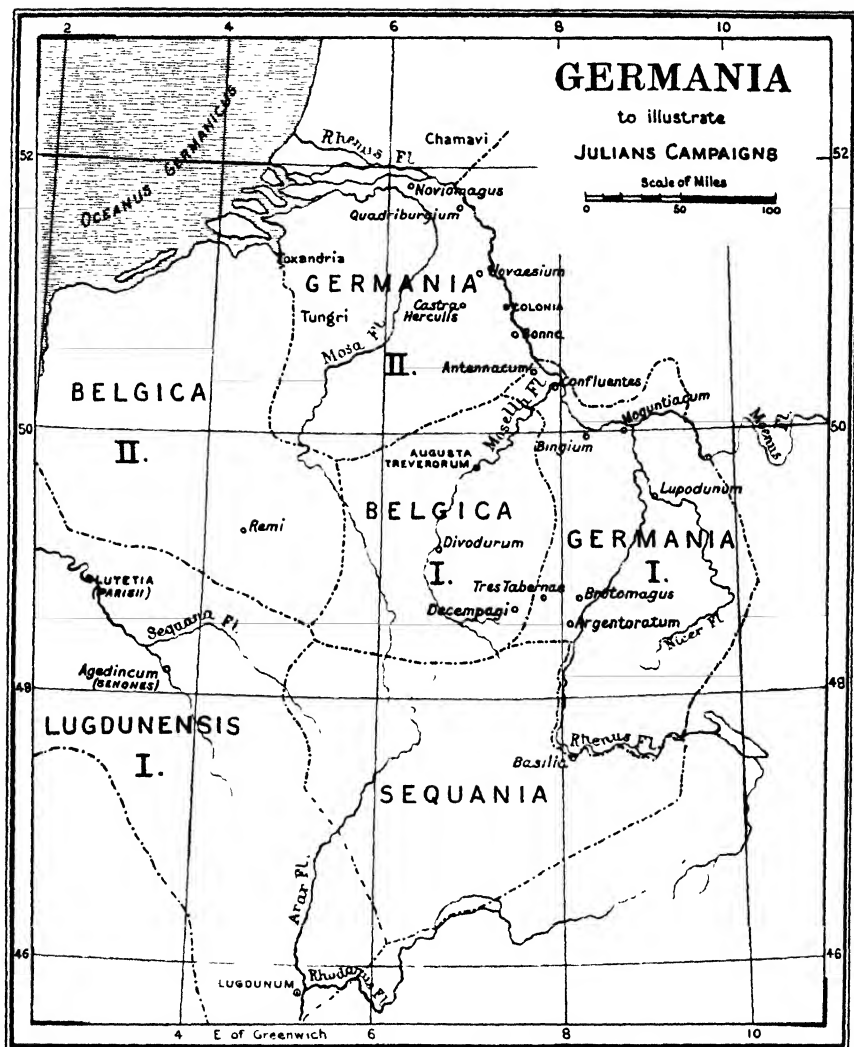 2 4 6 8 10
GERMANIA
to illustrate
JULIANS CAMPAIGNS
Scale of Miles
0 50 100
OCEANUS GERMANICUS
Rhenus Fl.
Chamavi
52 52
Noviomagus
Quadriburgium
Toxandria
GERMANIA
II.
Novaesium
Tungri
Castra
Herculis
COLONIA
Bonna
Mosa Fl.
Antennacum
Confluentes
BELGICA
II.
Mosella Fl.
Moguntiacum
Moenus Fl.
50 50
Bingium
AUGUSTA
TREVERORUM
Lupodunum
BELGICA
I.
Remi
Divodurum
GERMANIA
I.
LUTETIA
(PARISII)
Tres Tabernae
Brotomagus
Decempagi
Argentoratum
Sequana Fl.
Nicer Fl.
Agedincum
(SENONES)
48 48
LUGDUNENSIS
I.
Rhenus Fl.
Basilia
SEQUANIA
Arar Fl.
46 46
LUGDUNUM
Rhodanus Fl.
4 6 8 10
E of Greenwich